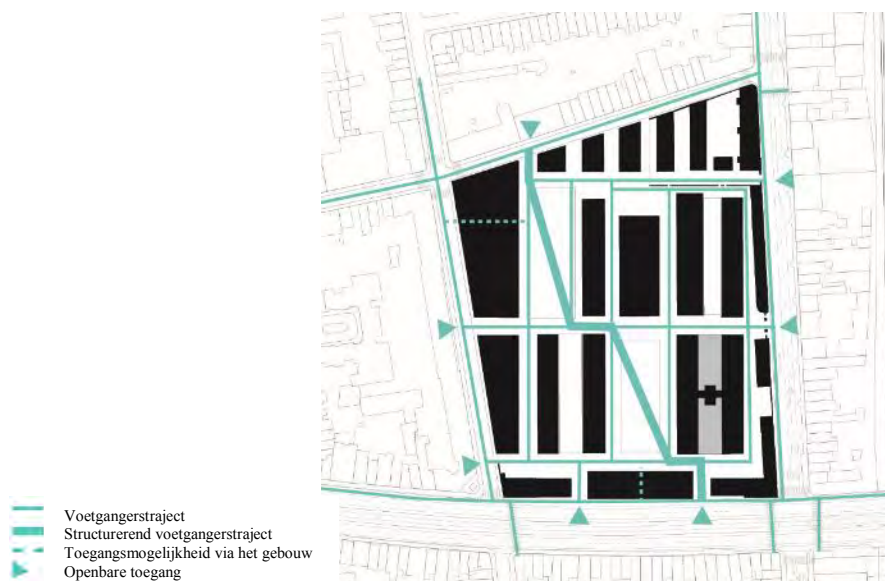 Voetgangerstraject
Structurerend voetgangerstraject
Toegangsmogelijkheid via het gebouw
Openbare toegang